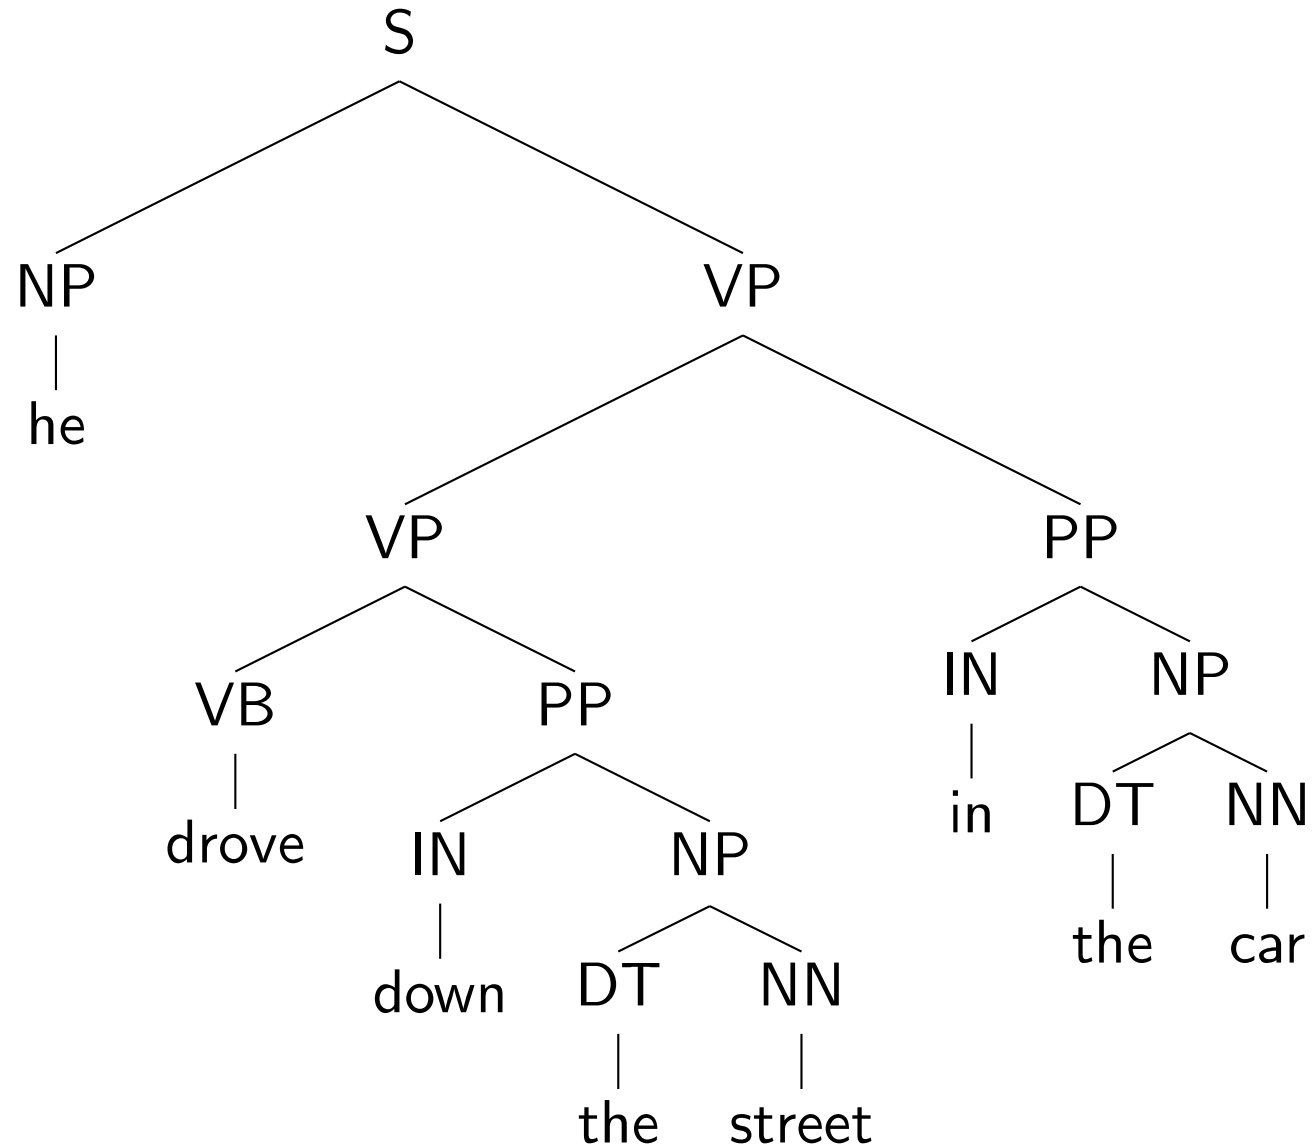 S
NP VP
he
VP PP
IN NP
VB PP
in DT NN
drove IN NP
the car
down DT NN
the street